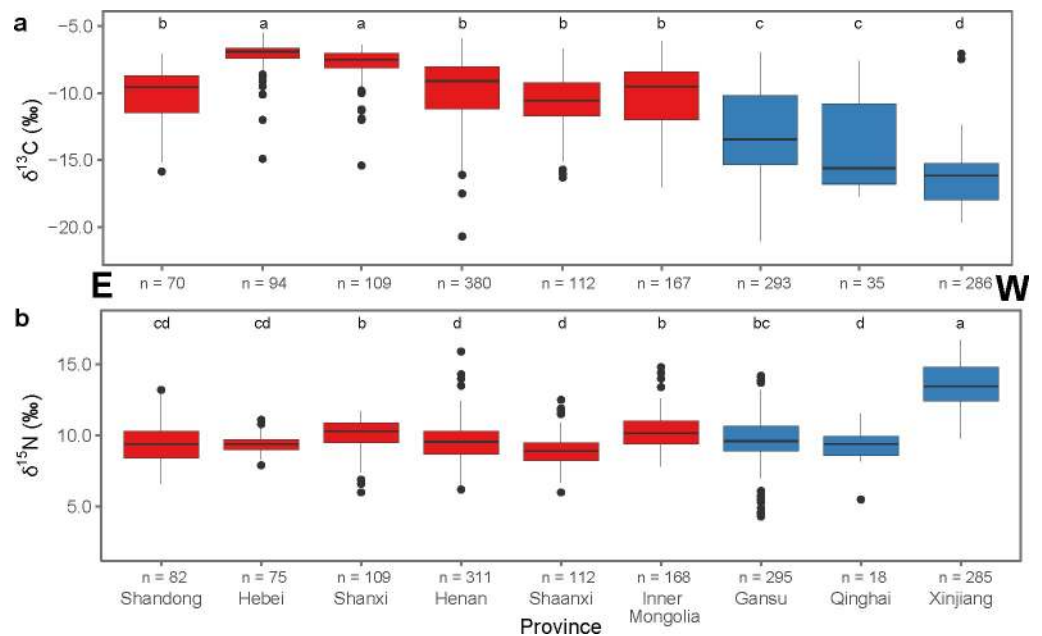 a
δ13C (‰)
−5.0
−10.0
−15.0
−20.0
b a a b b b c c d
E
n = 70 n = 94 n = 109 n = 380 n = 112 n = 167 n = 293 n = 35 n = 286
W
b
δ15N (‰)
15.0
10.0
5.0
cd cd b d d b bc d a
n = 82 n = 75 n = 109 n = 311 n = 112 n = 168 n = 295 n = 18 n = 285
Shandong Hebei Shanxi Henan Shaanxi Inner Mongolia Gansu Qinghai Xinjiang
Province